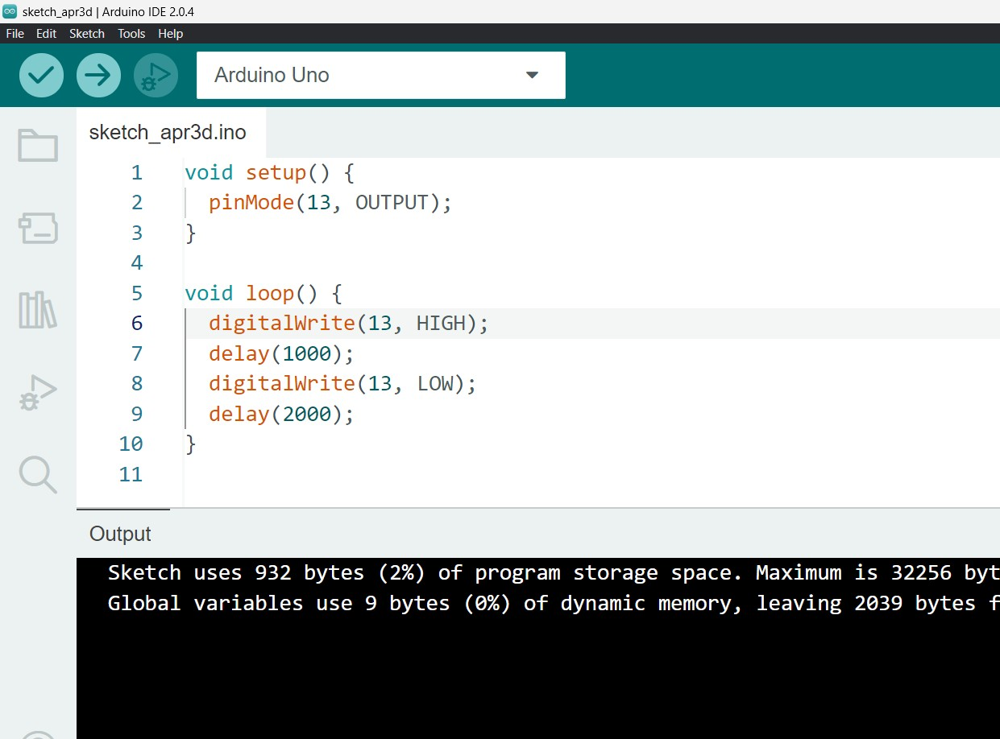 sketch_apr3d | Arduino IDE 2.0.4
File Edit Sketch Tools Help
Arduino Uno
sketch_apr3d.ino
1 void setup() {
2 pinMode(13, OUTPUT);
3 }
4
5 void loop() {
6 digitalWrite(13, HIGH);
7 delay(1000);
8 digitalWrite(13, LOW);
9 delay(2000);
10 }
11
Output
Sketch uses 932 bytes (2%) of program storage space. Maximum is 32256 byt
Global variables use 9 bytes (0%) of dynamic memory, leaving 2039 bytes f